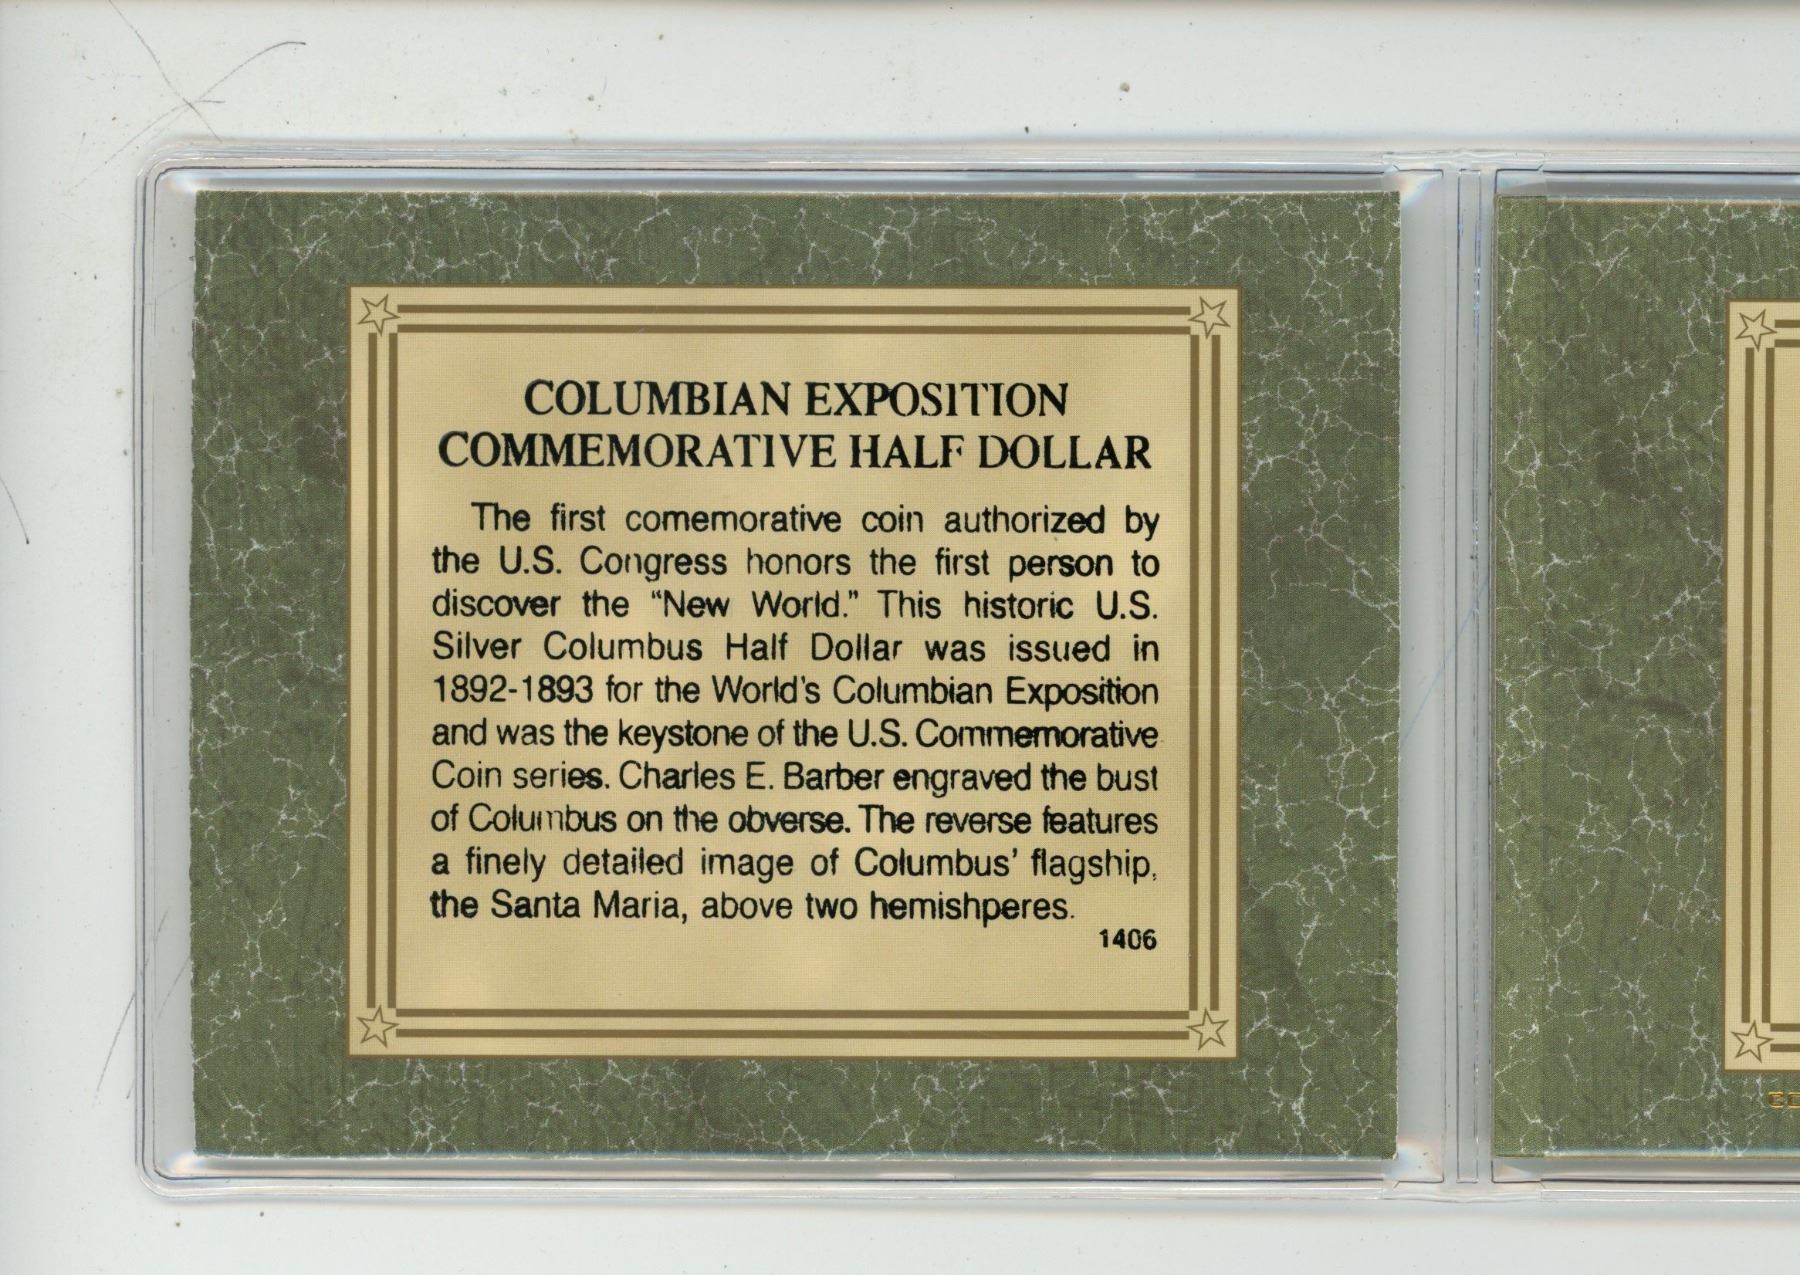 COLUMBIAN EXPOSITION
COMMEMORATIVE HALF DOLLAR
The first comemorative coin authorized by
the U.S. Congress honors the first person to
discover the “New World.” This historic U.S.
Silver Columbus Half Dollar was issued in
1892-1893 for the World's Columbian Exposition
and was the keystone of the U.S. Commemorative
Coin series. Charles E. Barber engraved the bust
of Columbus on the obverse. The reverse features
a finely detailed image of Columbus' flagship,
the Santa Maria, above two hemishperes.
1406